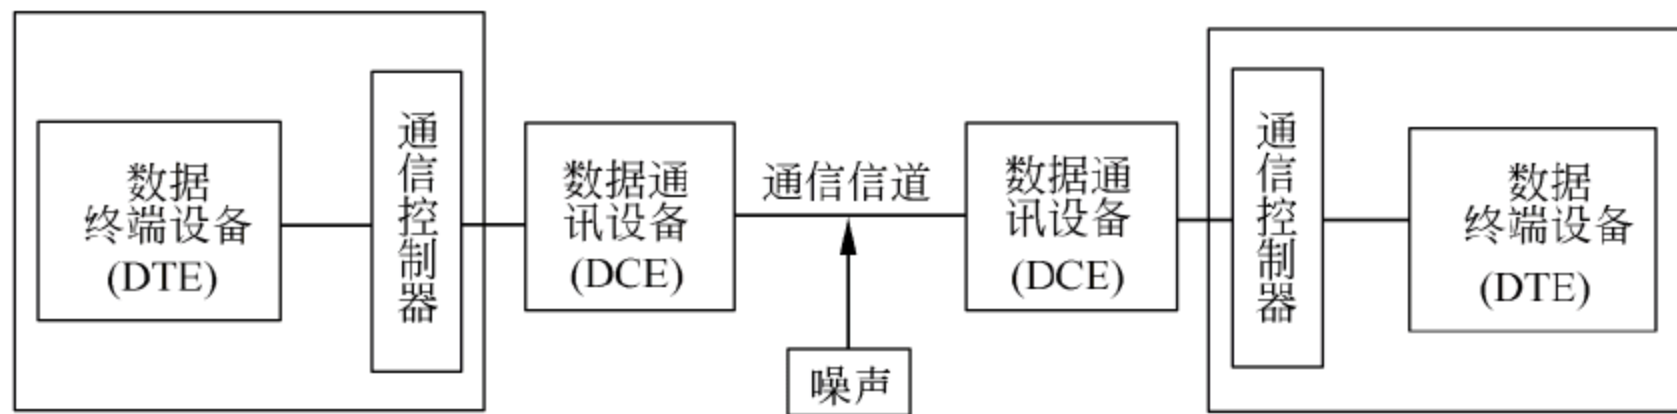 数据
终端设备
(DTE)
通信控制器
数据通
讯设备
(DCE)
通信信道
噪声
数据通
讯设备
(DCE)
通信控制器
数据
终端设备
(DTE)